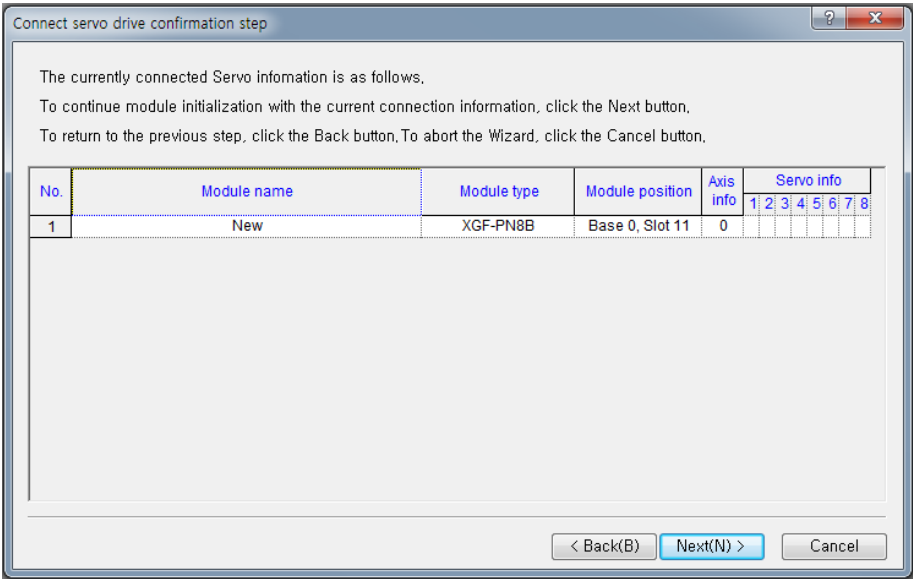 Connect servo drive confirmation step
?
X
The currently connected Servo infomation is as follows,
To continue module initialization with the current connection information, click the Next button,
To return to the previous step, click the Back button, To abort the Wizard, click the Cancel button,
No. Module name Module type Module position Axis info Servo info
1 2 3 4 5 6 7 8
1 New XGF-PN8B Base 0, Slot 11 0
< Back(B) Next(N) > Cancel